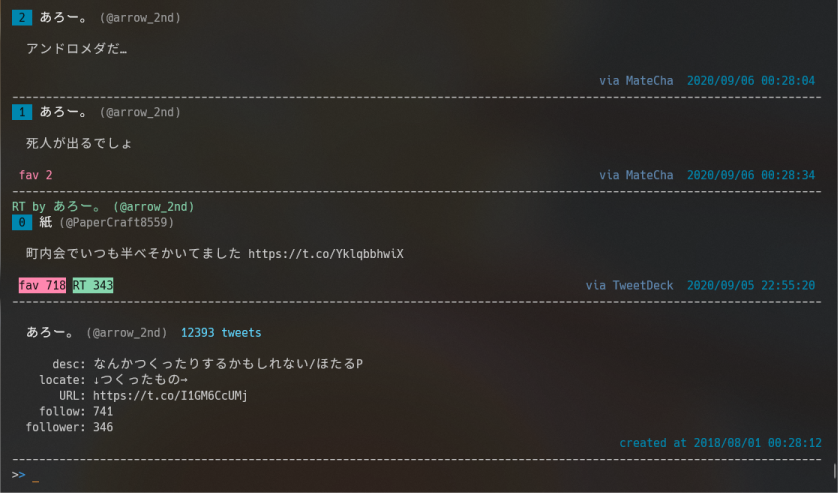 2 あろー。 (@arrow_2nd)
アンドロメダだ…
via MateCha 2020/09/06 00:28:04
1 あろー。 (@arrow_2nd)
死人が出るでしょ
fav 2 via MateCha 2020/09/06 00:28:34
RT by あろー。 (@arrow_2nd)
0 紙 (@PaperCraft8559)
町内会でいつも半べそかいてました https://t.co/YklqbbhwiX
fav 718 RT 343 via TweetDeck 2020/09/05 22:55:20
あろー。 (@arrow_2nd) 12393 tweets
desc: なんかつくったりするかもしれない/ほたるP
locate: ↓つくったもの→
URL: https://t.co/I1GM6CcUMj
follow: 741
follower: 346
created at 2018/08/01 00:28:12
>> _